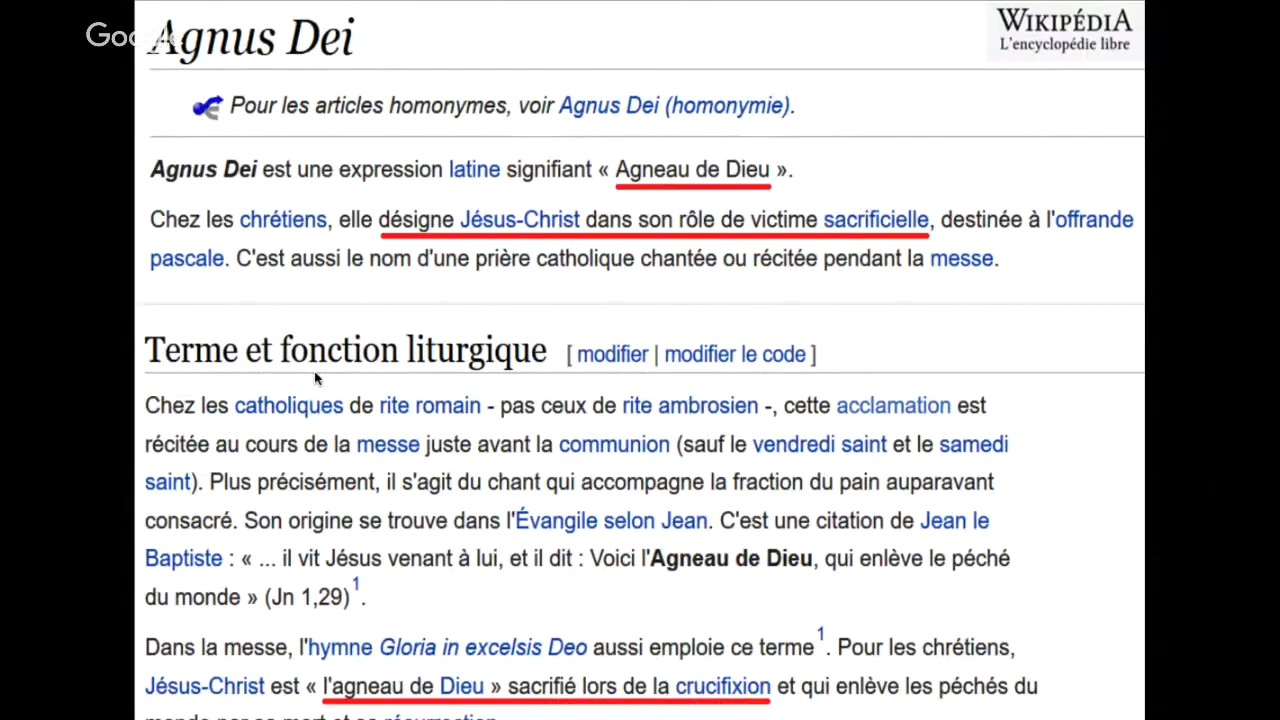 Google
Agnus Dei
WIKIPÉDIA
L'encyclopédie libre
Pour les articles homonymes, voir Agnus Dei (homonymie).
Agnus Dei est une expression latine signifiant « Agneau de Dieu ».
Chez les chrétiens, elle désigne Jésus-Christ dans son rôle de victime sacrificielle, destinée à l'offrande
pascale. C'est aussi le nom d'une prière catholique chantée ou récitée pendant la messe.
Terme et fonction liturgique [ modifier | modifier le code ]
Chez les catholiques de rite romain - pas ceux de rite ambrosien -, cette acclamation est
récitée au cours de la messe juste avant la communion (sauf le vendredi saint et le samedi
saint). Plus précisément, il s'agit du chant qui accompagne la fraction du pain auparavant
consacré. Son origine se trouve dans l'Évangile selon Jean. C'est une citation de Jean le
Baptiste : « ... il vit Jésus venant à lui, et il dit : Voici l'Agneau de Dieu, qui enlève le péché
du monde » (Jn 1,29)1.
Dans la messe, l'hymne Gloria in excelsis Deo aussi emploie ce terme1. Pour les chrétiens,
Jésus-Christ est « l'agneau de Dieu » sacrifié lors de la crucifixion et qui enlève les péchés du
monde par sa mort et sa résurrection.